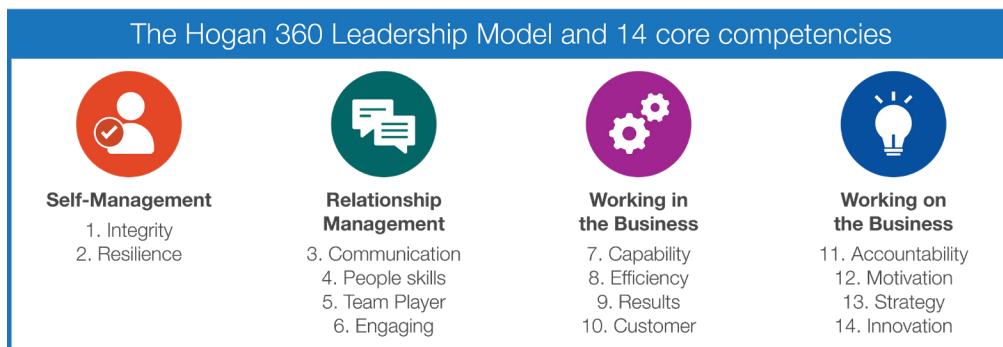 The Hogan 360 Leadership Model and 14 core competencies
Self-Management
1. Integrity
2. Resilience
Relationship
Management
3. Communication
4. People skills
5. Team Player
6. Engaging
Working in
the Business
7. Capability
8. Efficiency
9. Results
10. Customer
Working on
the Business
11. Accountability
12. Motivation
13. Strategy
14. Innovation